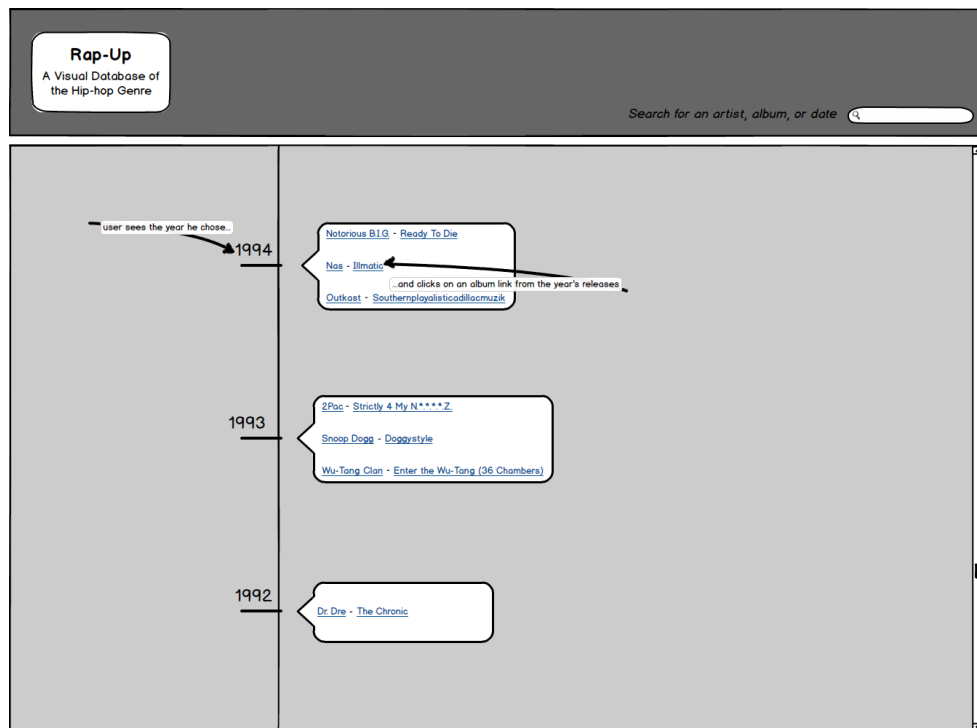 Rap-Up
A Visual Database of
the Hip-hop Genre
Search for an artist, album, or date
user sees the year he chose...
1994
Notorious B.I.G. - Ready To Die
Nas - Illmatic
...and clicks on an album link from the year's releases
Outkast - Southernplayalisticadillacmuzik
1993
2Pac - Strictly 4 My N.*.*.*.*.Z.
Snoop Dogg - Doggystyle
Wu-Tang Clan - Enter the Wu-Tang (36 Chambers)
1992
Dr. Dre - The Chronic